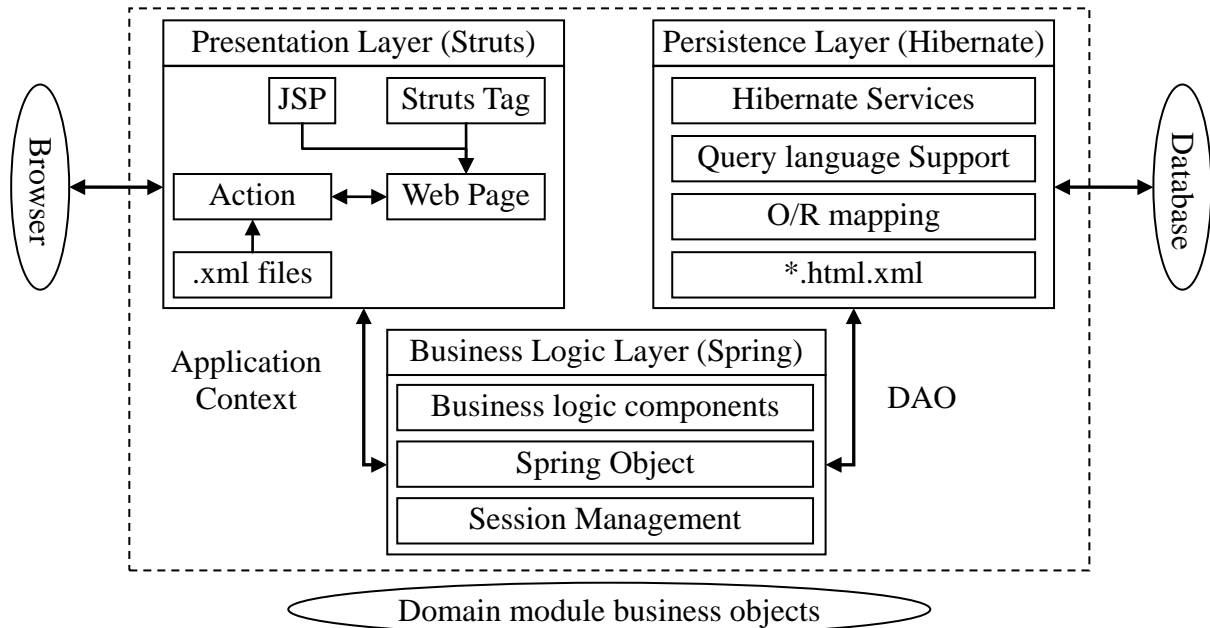 Presentation Layer (Struts)
JSP
Struts Tag
Action
Web Page
.xml files
Persistence Layer (Hibernate)
Hibernate Services
Query language Support
O/R mapping
*.html.xml
Browser
Database
Application
Context
Business Logic Layer (Spring)
Business logic components
Spring Object
Session Management
DAO
Domain module business objects